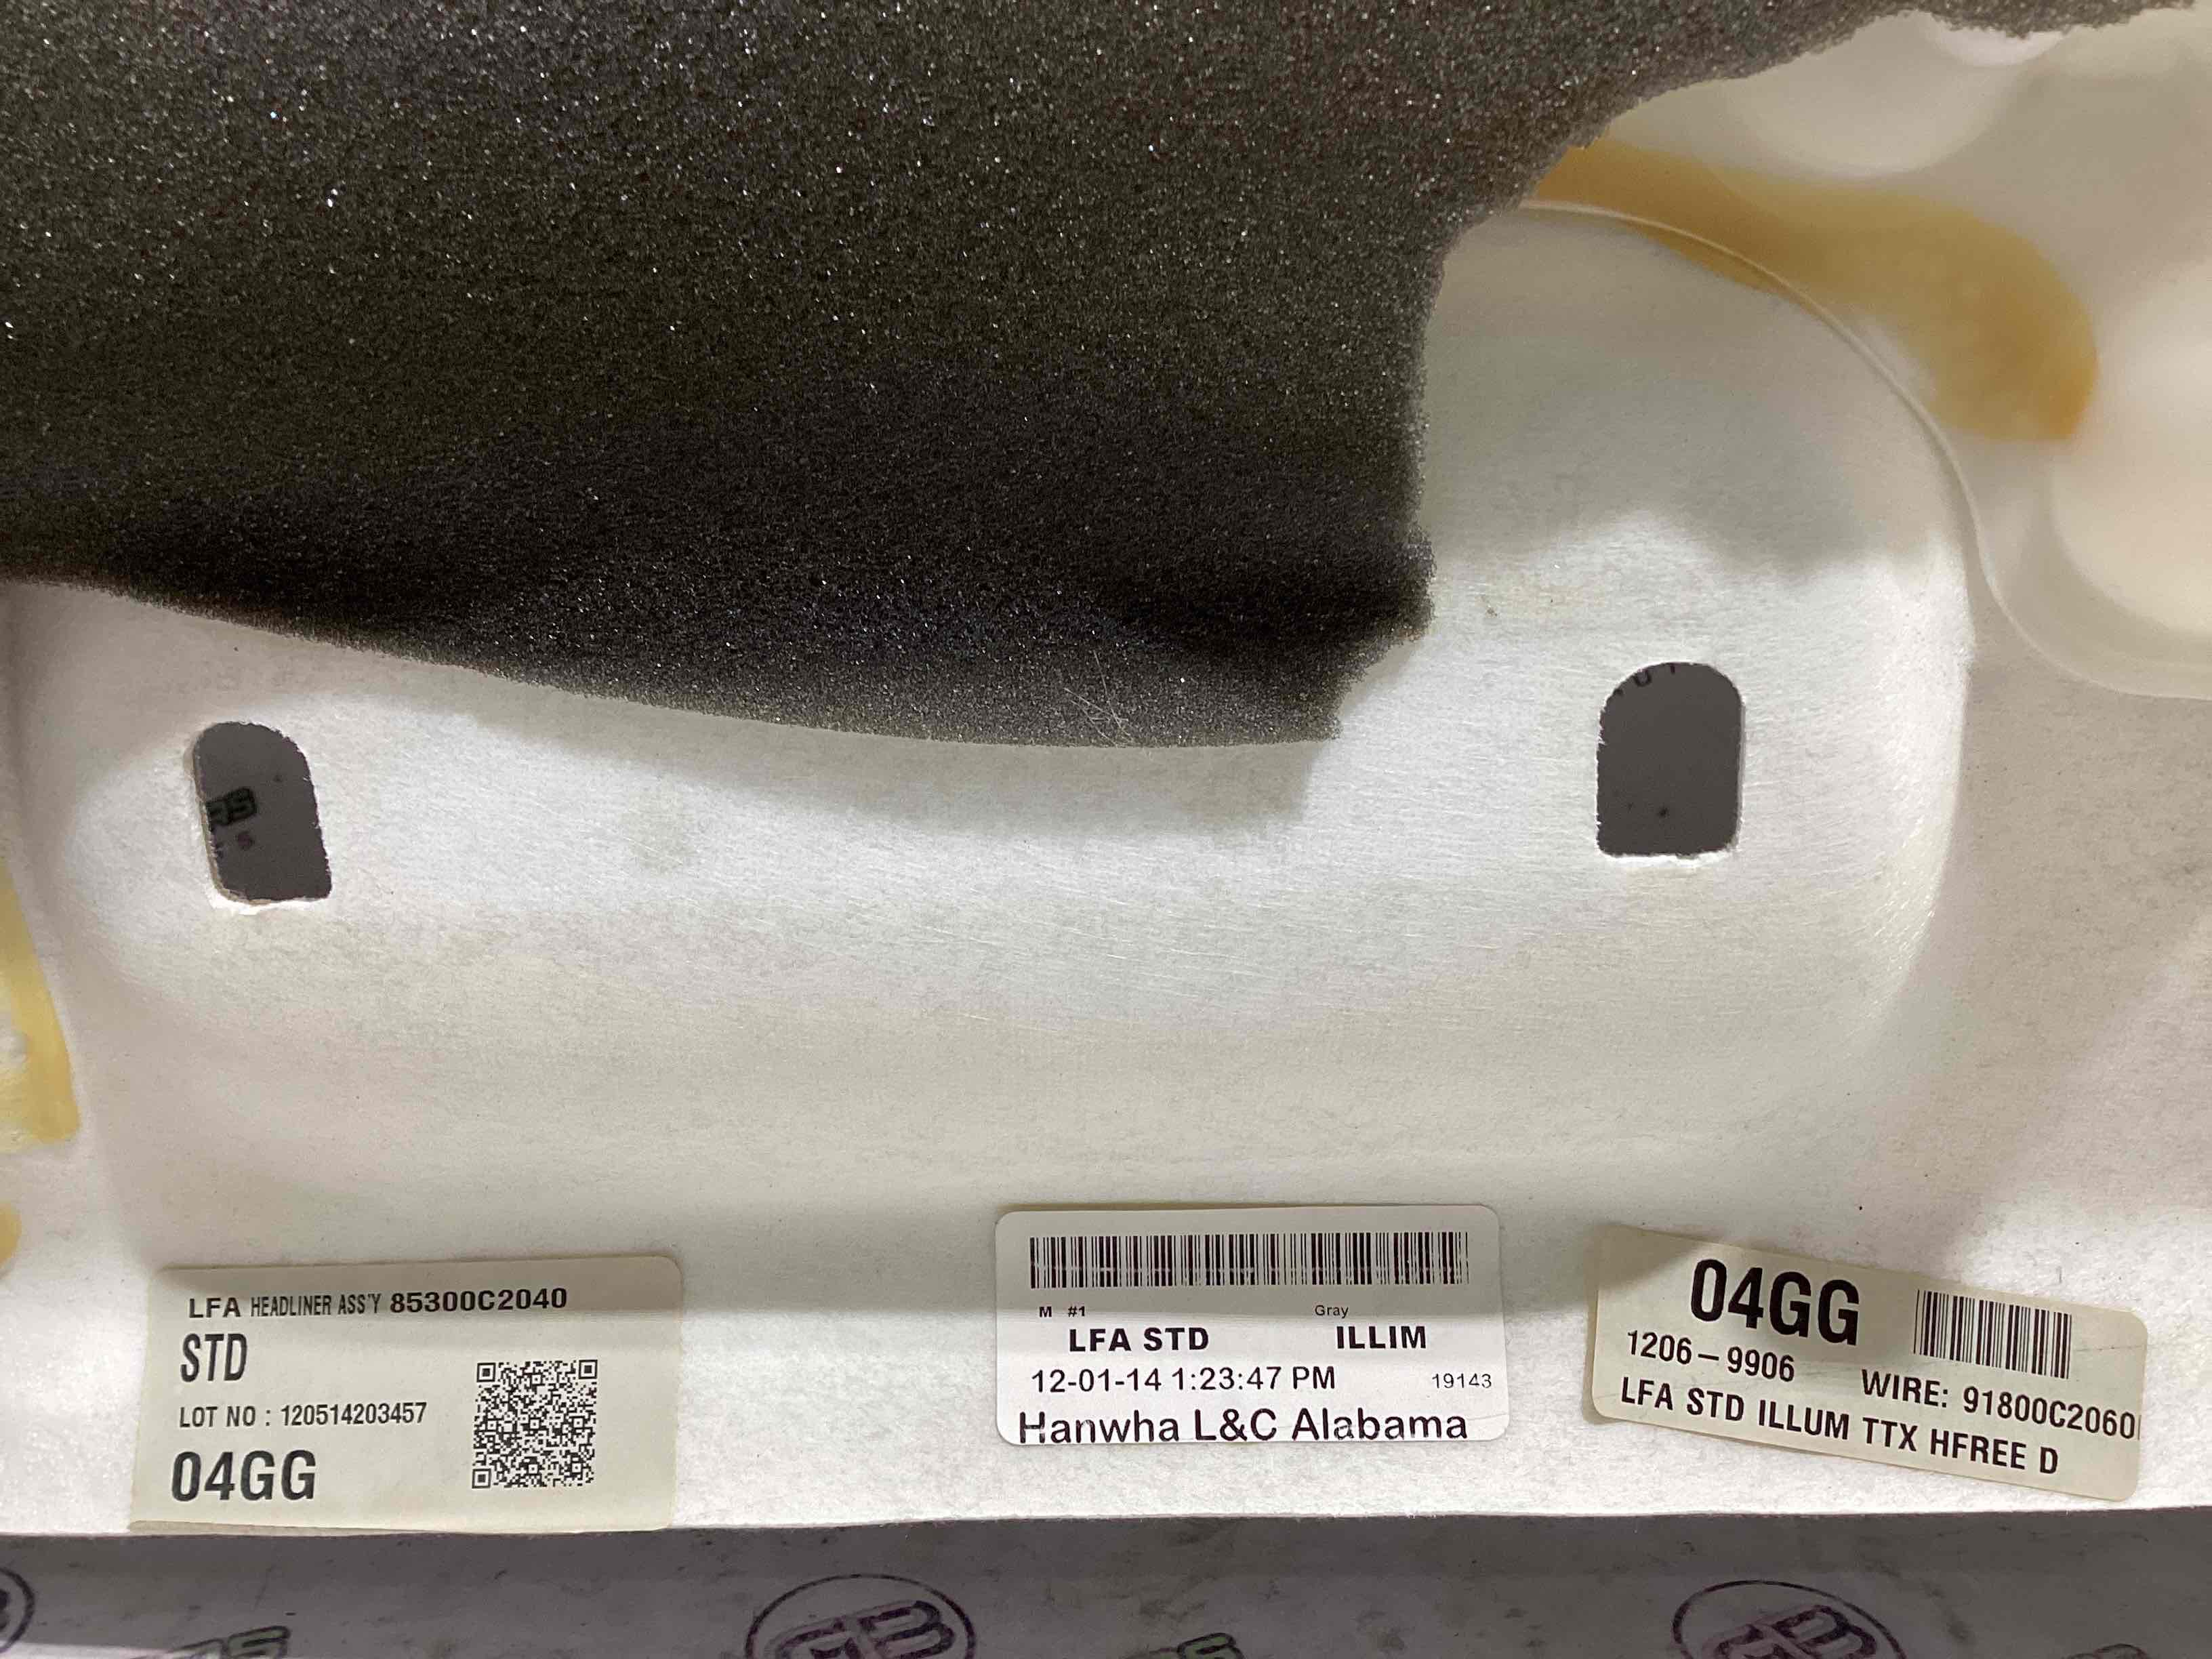 LFA HEADLINER ASS'Y 85300C2040
STD
LOT NO : 120514203457
04GG
M #1 Gray
LFA STD ILLIM
12-01-14 1:23:47 PM 19143
Hanwha L&C Alabama
04GG
1206-9906 WIRE: 91800C2060
LFA STD ILLUM TTX HFREE D
RS